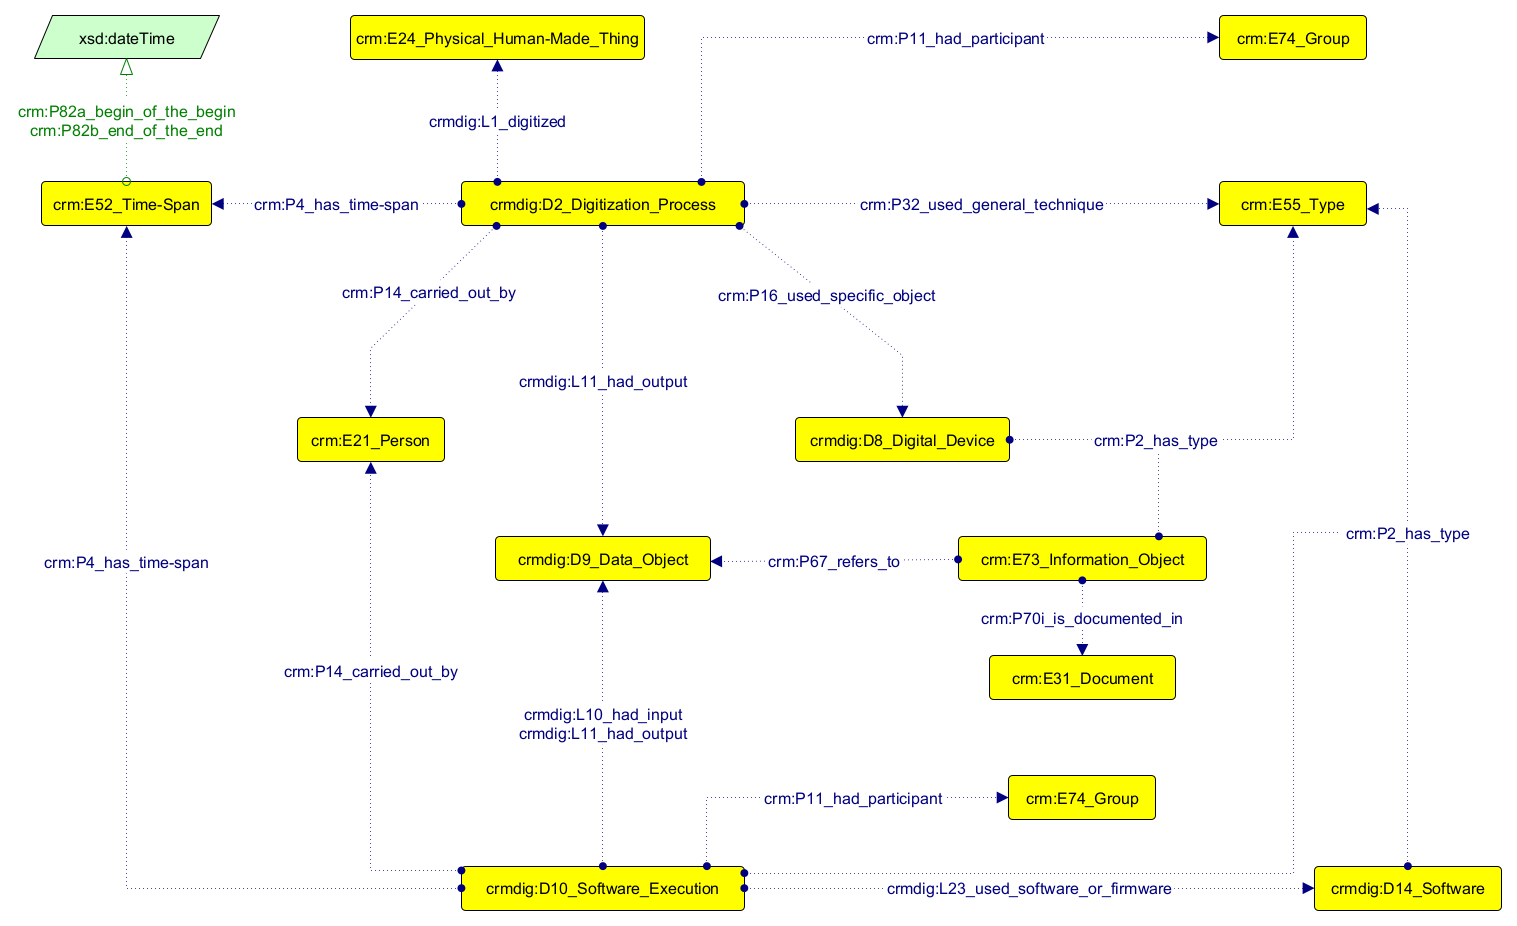 xsd:dateTime
crm:E24_Physical_Human-Made_Thing
crm:P11_had_participant
crm:E74_Group
crm:P82a_begin_of_the_begin
crm:P82b_end_of_the_end
crmdig:L1_digitized
crm:E52_Time-Span
crm:P4_has_time-span
crmdig:D2_Digitization_Process
crm:P32_used_general_technique
crm:E55_Type
crm:P14_carried_out_by
crm:P16_used_specific_object
crmdig:L11_had_output
crm:E21_Person
crmdig:D8_Digital_Device
crm:P2_has_type
crm:P2_has_type
crm:P4_has_time-span
crmdig:D9_Data_Object
crm:P67_refers_to
crm:E73_Information_Object
crm:P70i_is_documented_in
crm:P14_carried_out_by
crm:E31_Document
crmdig:L10_had_input
crmdig:L11_had_output
crm:P11_had_participant
crm:E74_Group
crmdig:D10_Software_Execution
crmdig:L23_used_software_or_firmware
crmdig:D14_Software